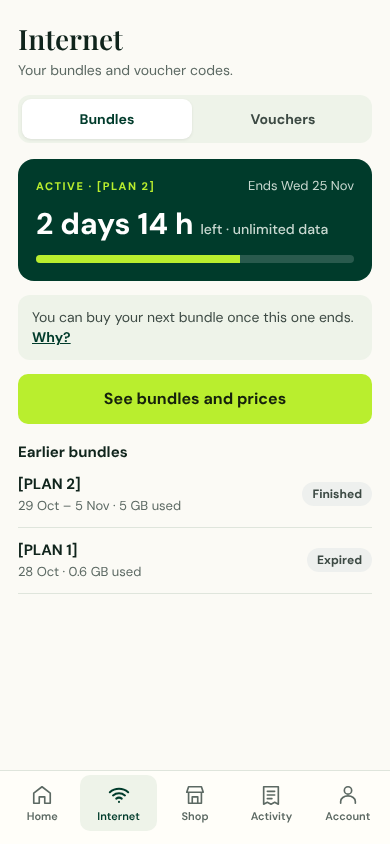 Internet
Your bundles and voucher codes.
Bundles
Vouchers
ACTIVE · [PLAN 2]
Ends Wed 25 Nov
2 days 14 h left · unlimited data
You can buy your next bundle once this one ends.
Why?
See bundles and prices
Earlier bundles
[PLAN 2]
29 Oct – 5 Nov · 5 GB used
Finished
[PLAN 1]
28 Oct · 0.6 GB used
Expired
Home
Internet
Shop
Activity
Account